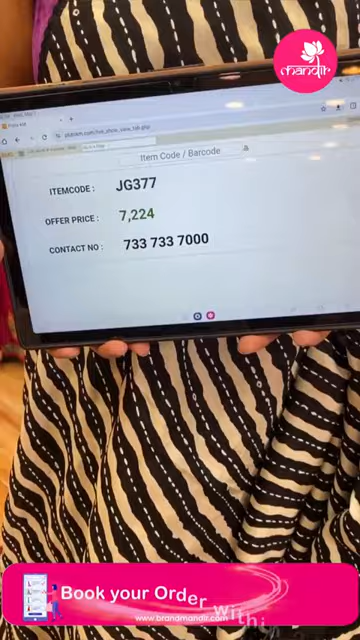 mandir
Item Code / Barcode
ITEMCODE : JG377
OFFER PRICE : 7,224
CONTACT NO : 733 733 7000
Book your Order within
www.brandmandir.com